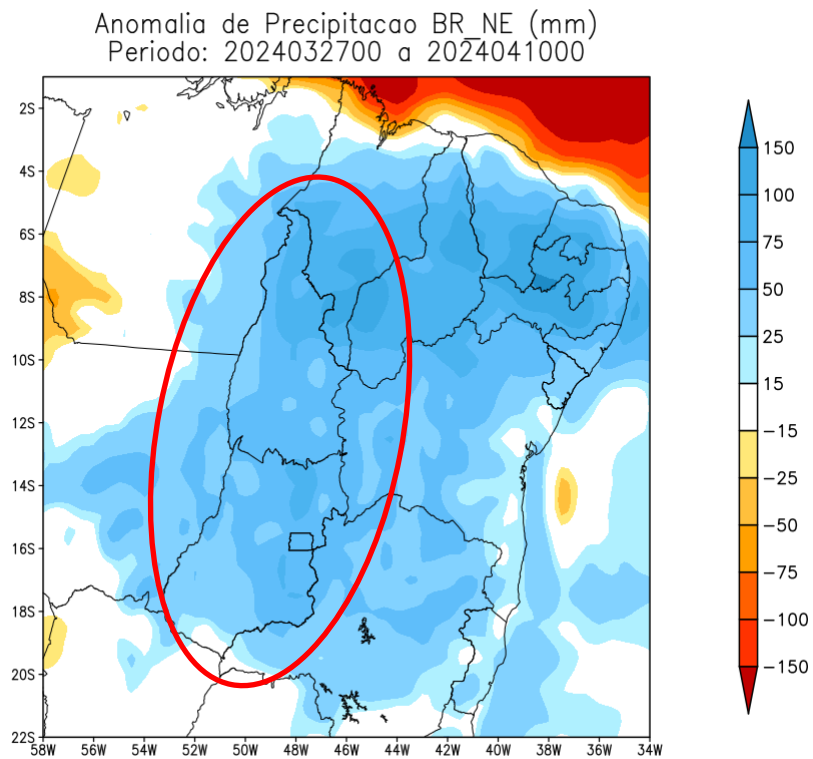 Anomalia de Precipitacao BR_NE (mm)
Periodo: 2024032700 a 2024041000
2S
4S
6S
8S
10S
12S
14S
16S
18S
20S
22S
58W 56W 54W 52W 50W 48W 46W 44W 42W 40W 38W 36W 34W
150
100
75
50
25
15
-15
-25
-50
-75
-100
-150